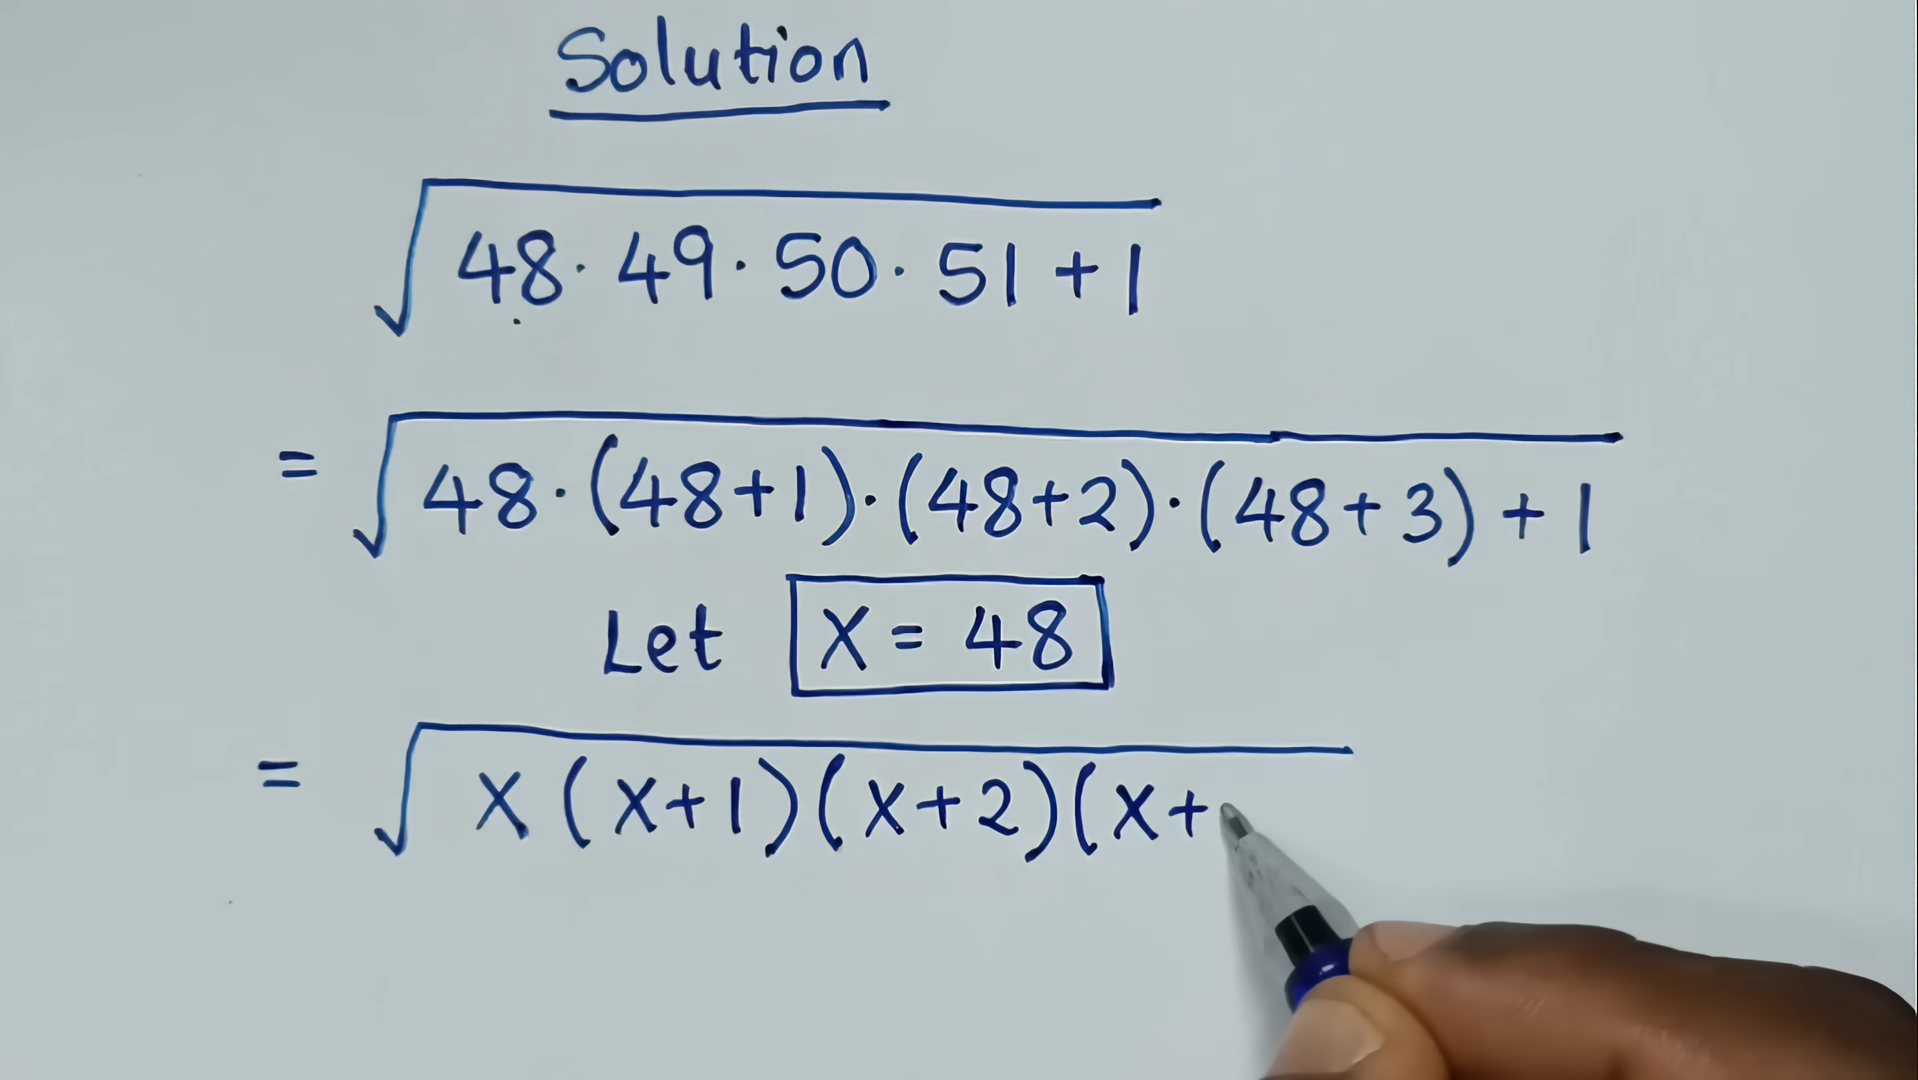 Solution
√48·49·50·51+1
= √48·(48+1)·(48+2)·(48+3)+1
Let X = 48
= √X(X+1)(X+2)(X+